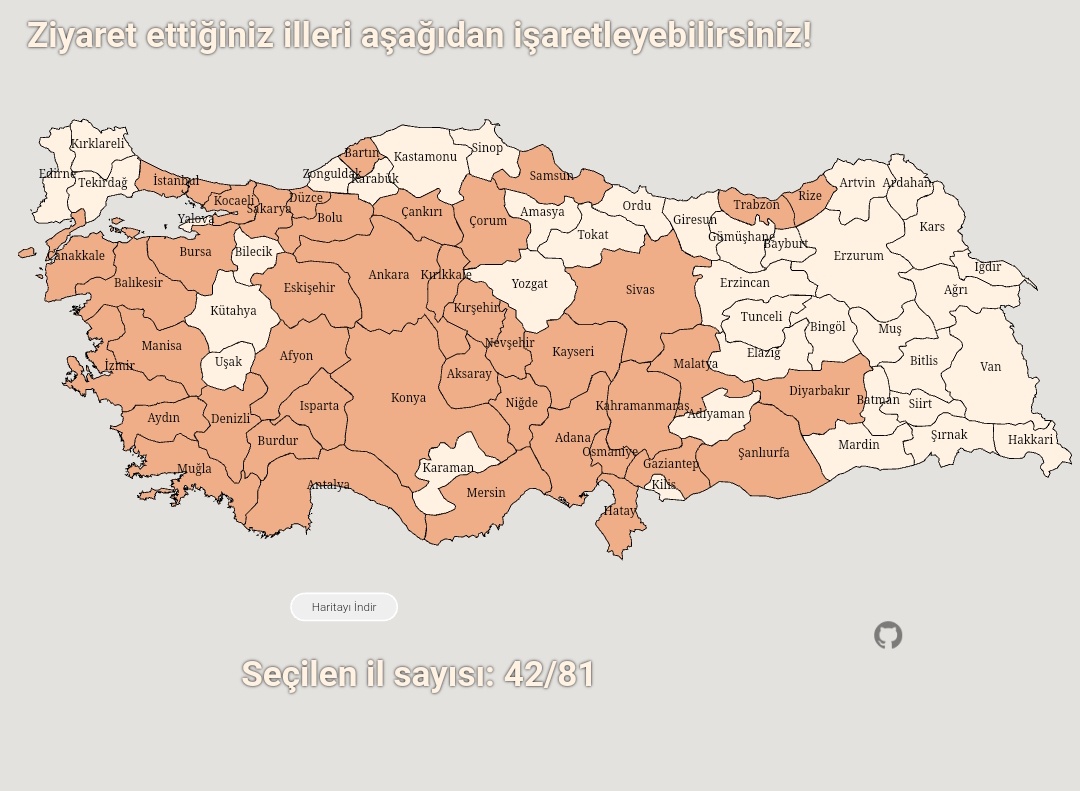 Ziyaret ettiğiniz illeri aşağıdan işaretleyebilirsiniz!
Kırklareli
Edirne
Tekirdağ
İstanbul
Kocaeli
Yalova
Sakarya
Düzce
Bolu
Zonguldak
Bartın
Karabük
Kastamonu
Sinop
Samsun
Çankırı
Çorum
Amasya
Tokat
Ordu
Giresun
Trabzon
Rize
Artvin
Ardahan
Gümüşhane
Bayburt
Kars
Erzurum
Iğdır
Ağrı
Çanakkale
Balıkesir
Bursa
Bilecik
Eskişehir
Ankara
Kırıkkale
Yozgat
Sivas
Erzincan
Kütahya
Kırşehir
Tunceli
Bingöl
Muş
Manisa
İzmir
Uşak
Afyon
Nevşehir
Kayseri
Malatya
Elazığ
Bitlis
Van
Aksaray
Konya
Niğde
Isparta
Kahramanmaraş
Adıyaman
Diyarbakır
Batman
Siirt
Aydın
Denizli
Burdur
Adana
Osmaniye
Şanlıurfa
Mardin
Şırnak
Hakkari
Muğla
Antalya
Karaman
Mersin
Gaziantep
Kilis
Hatay
Haritayı İndir
Seçilen il sayısı: 42/81